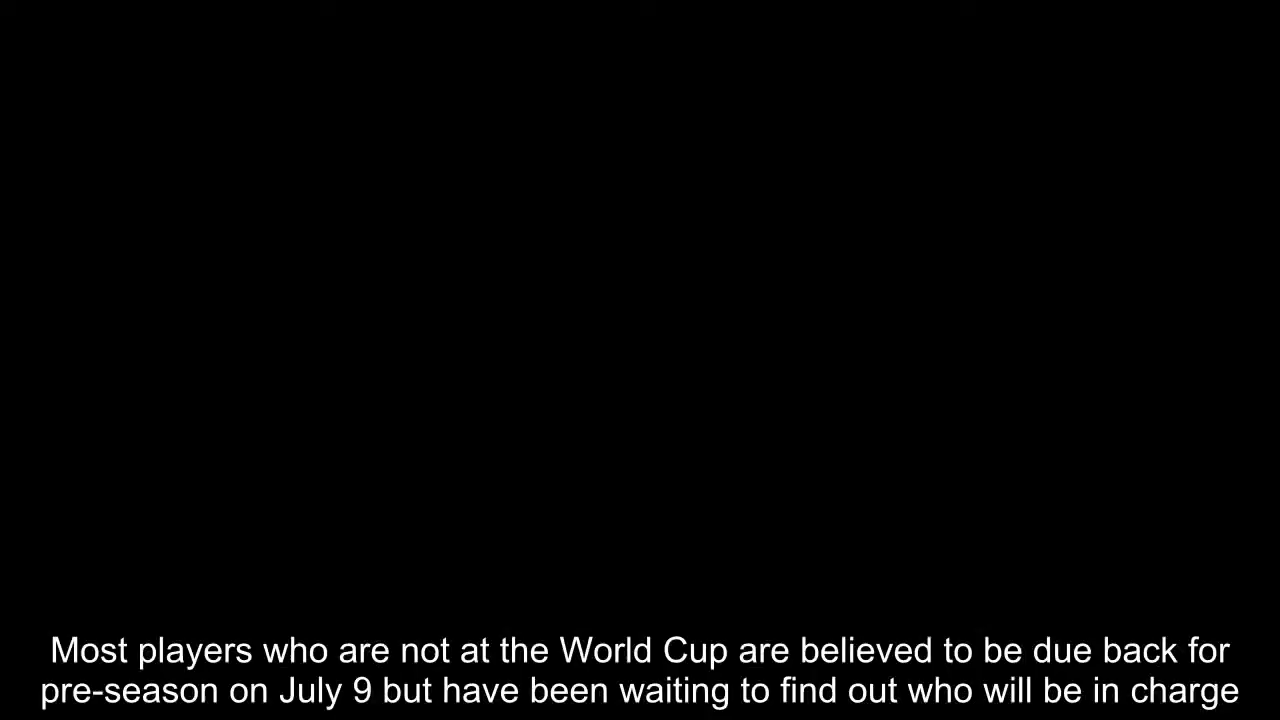 Most players who are not at the World Cup are believed to be due back for
pre-season on July 9 but have been waiting to find out who will be in charge